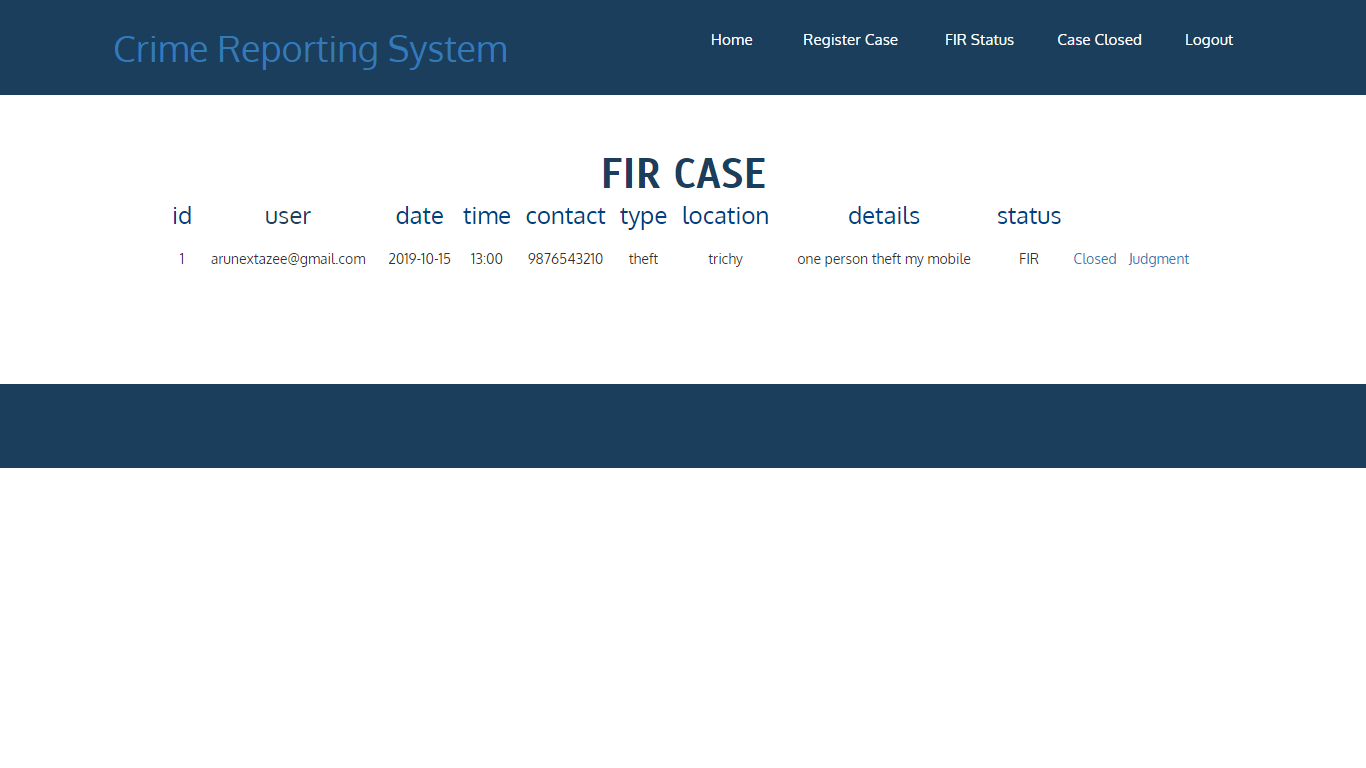 Crime Reporting System
Home Register Case FIR Status Case Closed Logout
FIR CASE
id user date time contact type location details status
1 arunextazee@gmail.com 2019-10-15 13:00 9876543210 theft trichy one person theft my mobile FIR Closed Judgment